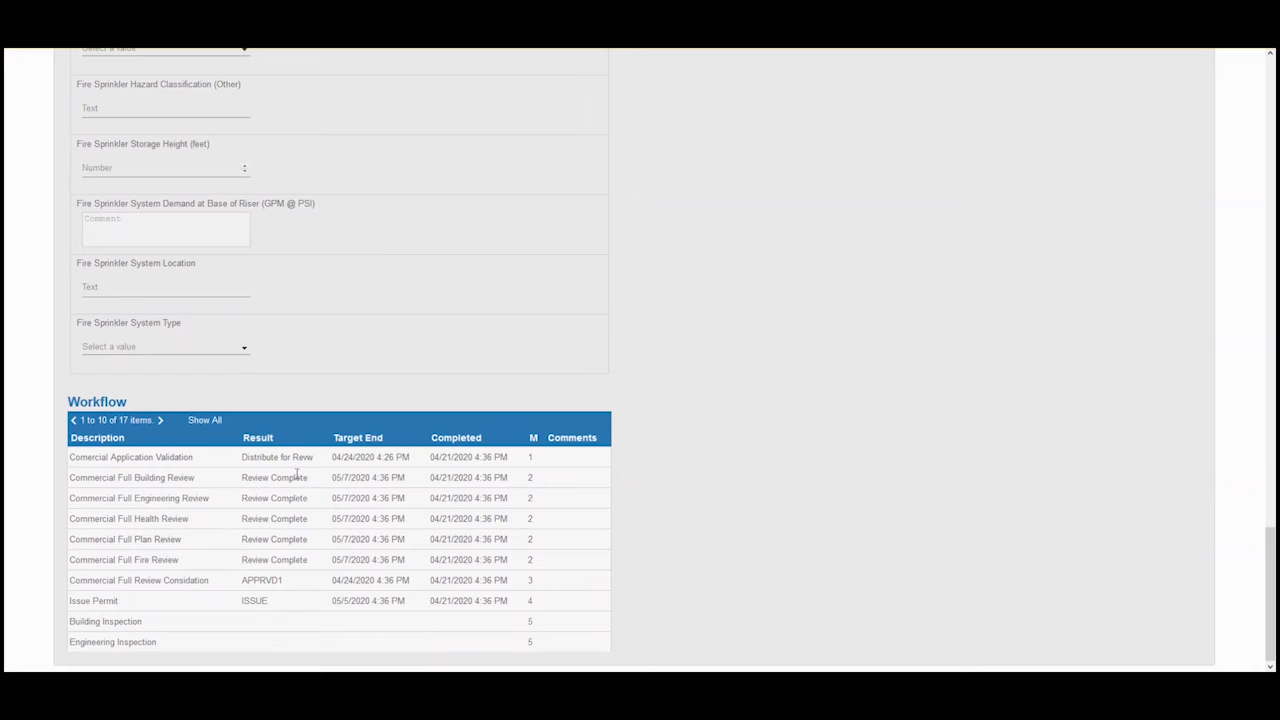 Select a value
Fire Sprinkler Hazard Classification (Other)
Text
Fire Sprinkler Storage Height (feet)
Number
Fire Sprinkler System Demand at Base of Riser (GPM @ PSI)
Comment
Fire Sprinkler System Location
Text
Fire Sprinkler System Type
Select a value
Workflow
1 to 10 of 17 items. Show All
Description Result Target End Completed M Comments
Comercial Application Validation Distribute for Revw 04/24/2020 4:26 PM 04/21/2020 4:36 PM 1
Commercial Full Building Review Review Complete 05/7/2020 4:36 PM 04/21/2020 4:36 PM 2
Commercial Full Engineering Review Review Complete 05/7/2020 4:36 PM 04/21/2020 4:36 PM 2
Commercial Full Health Review Review Complete 05/7/2020 4:36 PM 04/21/2020 4:36 PM 2
Commercial Full Plan Review Review Complete 05/7/2020 4:36 PM 04/21/2020 4:36 PM 2
Commercial Full Fire Review Review Complete 05/7/2020 4:36 PM 04/21/2020 4:36 PM 2
Commercial Full Review Considation APPRVD1 04/24/2020 4:36 PM 04/21/2020 4:36 PM 3
Issue Permit ISSUE 05/5/2020 4:36 PM 04/21/2020 4:36 PM 4
Building Inspection 5
Engineering Inspection 5